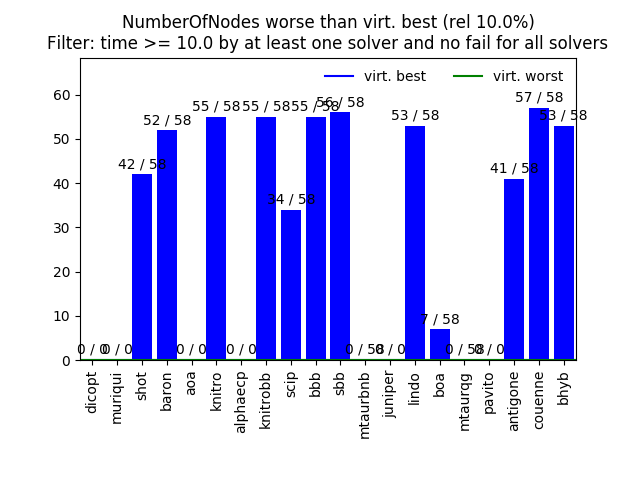 NumberOfNodes worse than virt. best (rel 10.0%)
Filter: time >= 10.0 by at least one solver and no fail for all solvers
virt. best
virt. worst
60
50
40
30
20
10
0
0 / 0
0 / 0
42 / 58
52 / 58
0 / 0
55 / 58
0 / 0
55 / 58
34 / 58
55 / 58
56 / 58
0 / 58
0 / 0
53 / 58
7 / 58
0 / 58
0 / 0
41 / 58
57 / 58
53 / 58
dicopt
muriqui
shot
baron
aoa
knitro
alphaecp
knitrobb
scip
bbb
sbb
mtaurbnb
juniper
lindo
boa
mtaurqg
pavito
antigone
couenne
bhyb